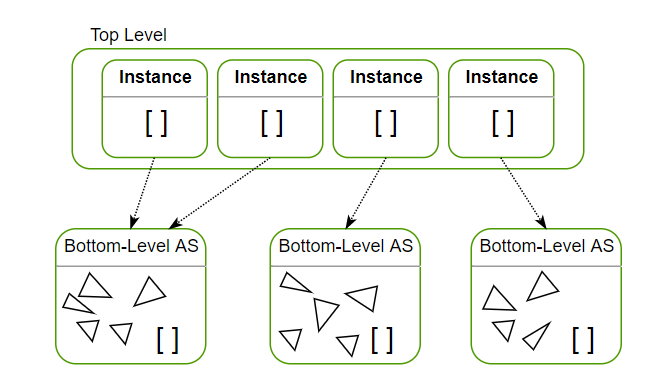 Top Level
Instance Instance Instance Instance
[ ] [ ] [ ] [ ]
Bottom-Level AS Bottom-Level AS Bottom-Level AS
[ ] [ ] [ ]